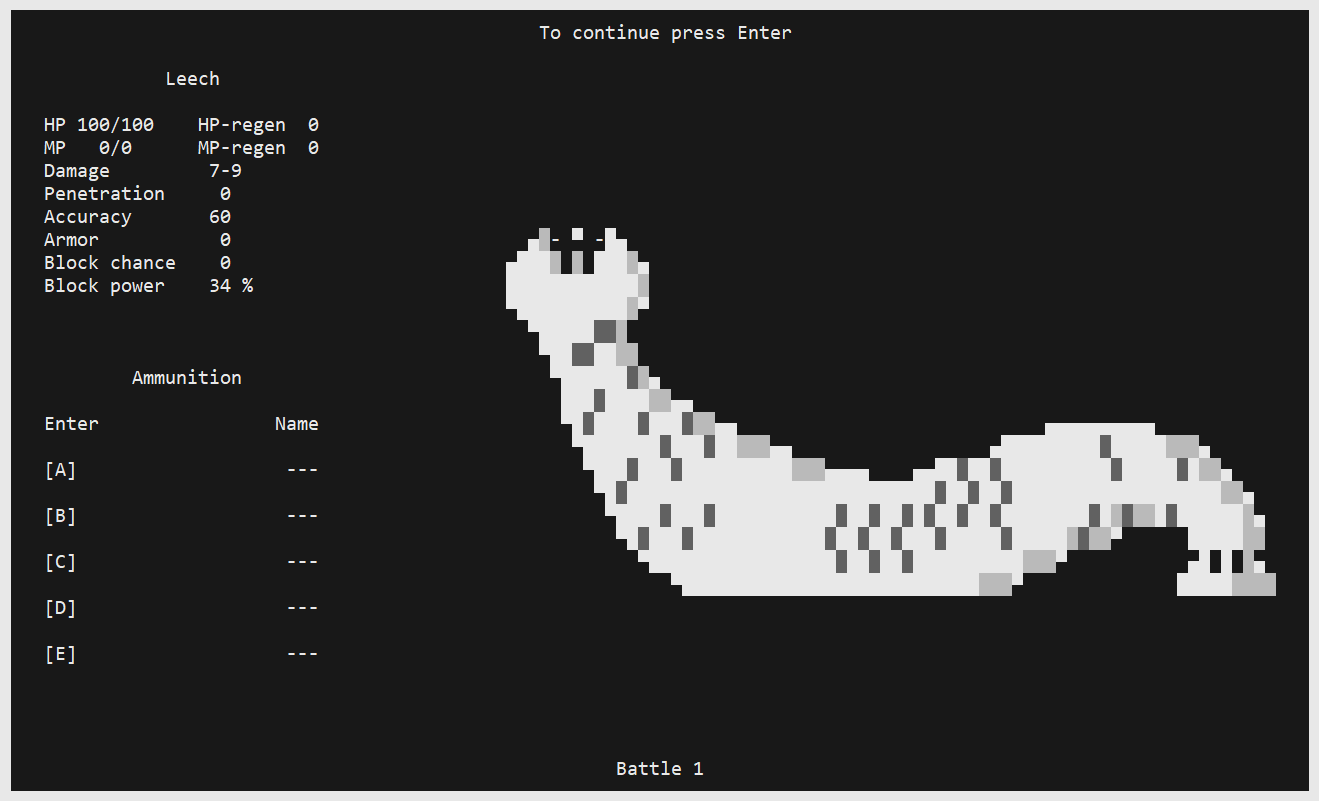 To continue press Enter
Leech
HP 100/100 HP-regen 0
MP 0/0 MP-regen 0
Damage 7-9
Penetration 0
Accuracy 60
Armor 0
Block chance 0
Block power 34 %
Ammunition
Enter Name
[A] ---
[B] ---
[C] ---
[D] ---
[E] ---
Battle 1